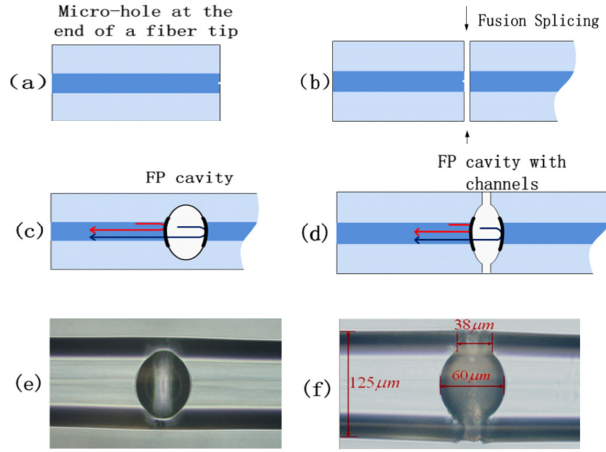 Micro-hole at the
end of a fiber tip
(a)
Fusion Splicing
(b)
FP cavity
(c)
FP cavity with
channels
(d)
(e)
38μm
125μm
60μm
(f)